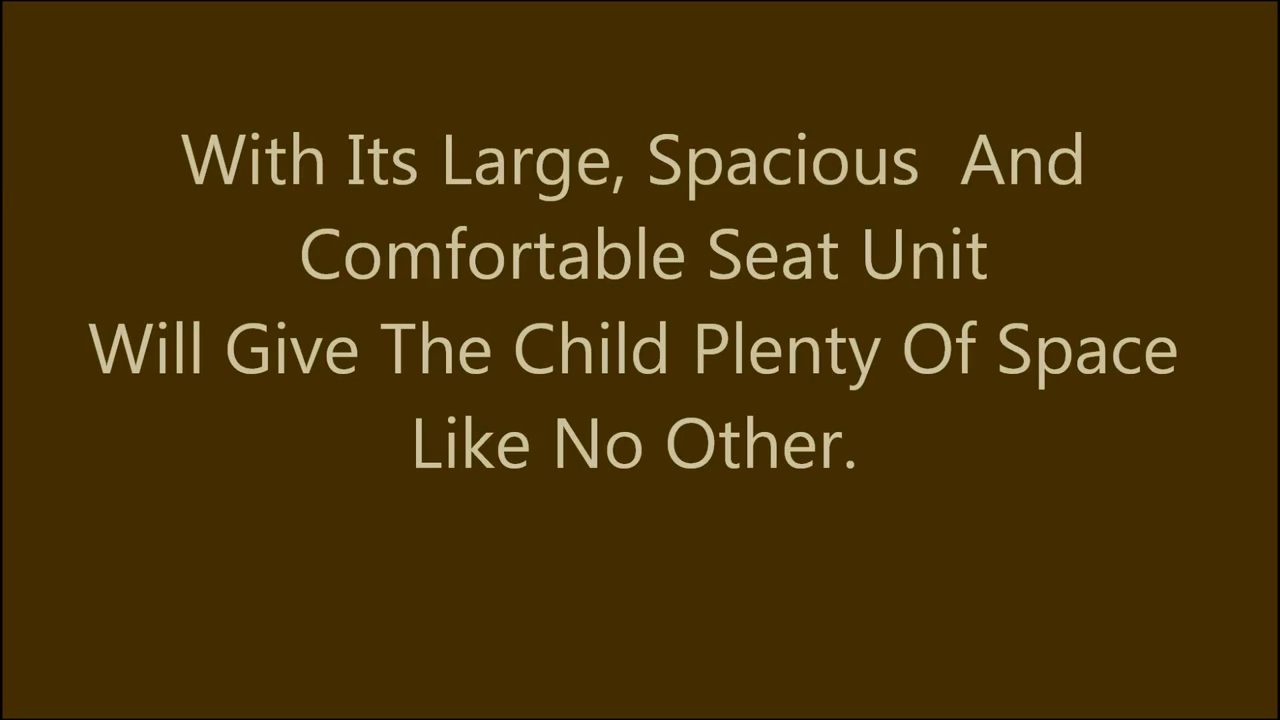 With Its Large, Spacious  And
Comfortable Seat Unit
Will Give The Child Plenty Of Space
Like No Other.